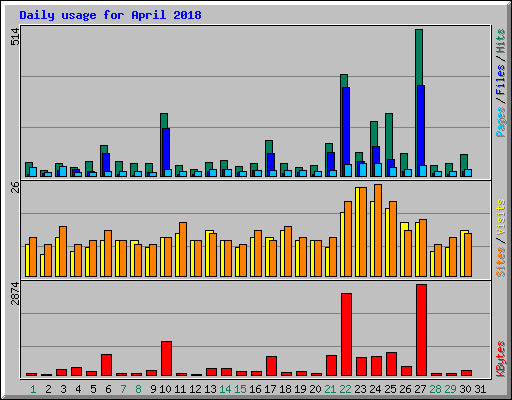 Daily usage for April 2018
514
Pages / Files / Hits
26
Sites / Visits
2874
KBytes
1 2 3 4 5 6 7 8 9 10 11 12 13 14 15 16 17 18 19 20 21 22 23 24 25 26 27 28 29 30 31